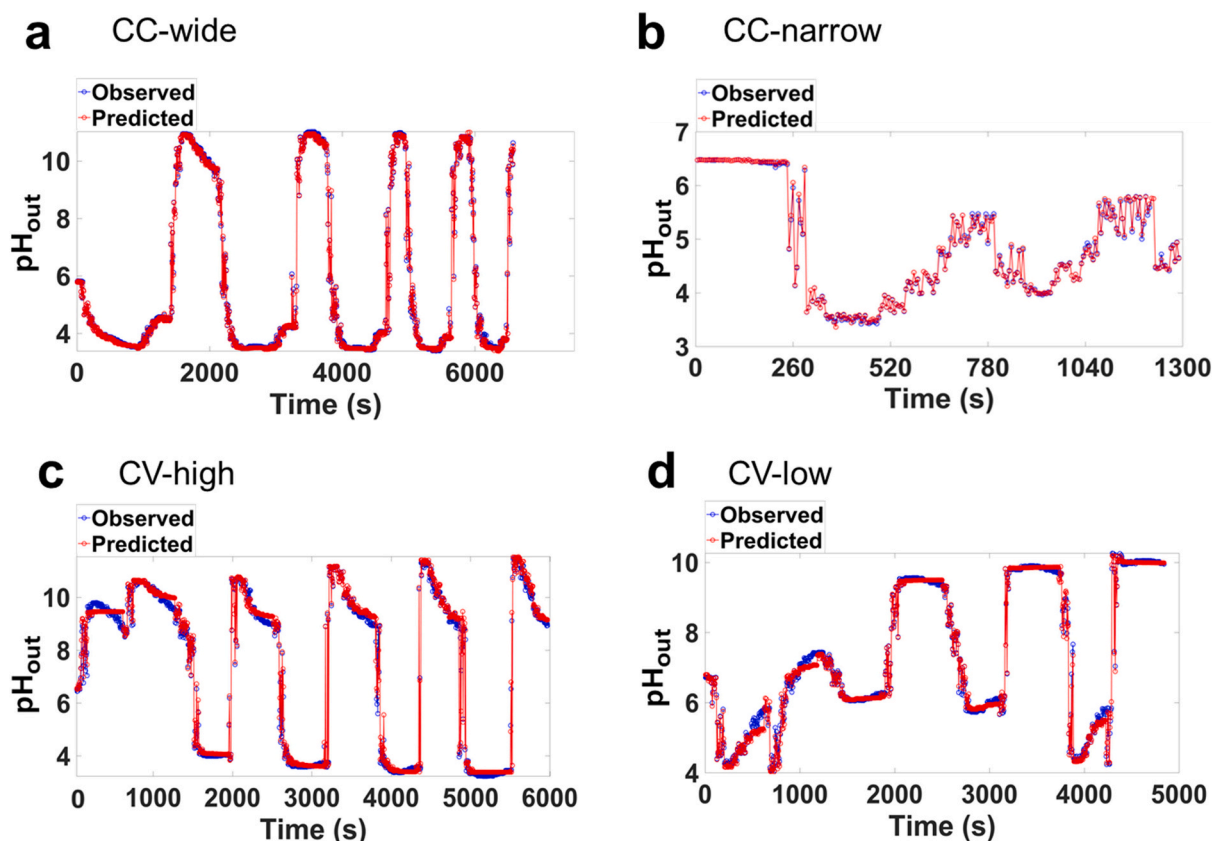 a CC-wide
Observed
Predicted
10
8
6
4
pHout
0 2000 4000 6000
Time (s)
b CC-narrow
Observed
Predicted
7
6
5
4
3
pHout
0 260 520 780 1040 1300
Time (s)
c CV-high
Observed
Predicted
10
8
6
4
pHout
0 1000 2000 3000 4000 5000 6000
Time (s)
d CV-low
Observed
Predicted
10
8
6
4
pHout
0 1000 2000 3000 4000 5000
Time (s)